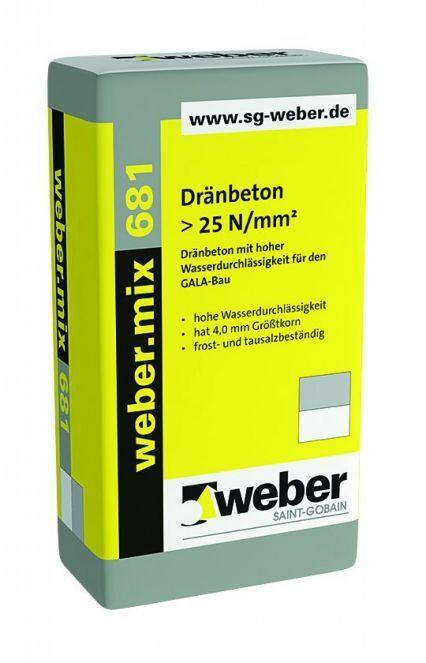 www.sg-weber.de
Dränbeton
> 25 N/mm²
Dränbeton mit hoher
Wasserdurchlässigkeit für den
GALA-Bau
• hohe Wasserdurchlässigkeit
• hat 4,0 mm Größtkorn
• frost- und tausalzbeständig
weber.mix 681
weber.mix 681
weber
SAINT-GOBAIN